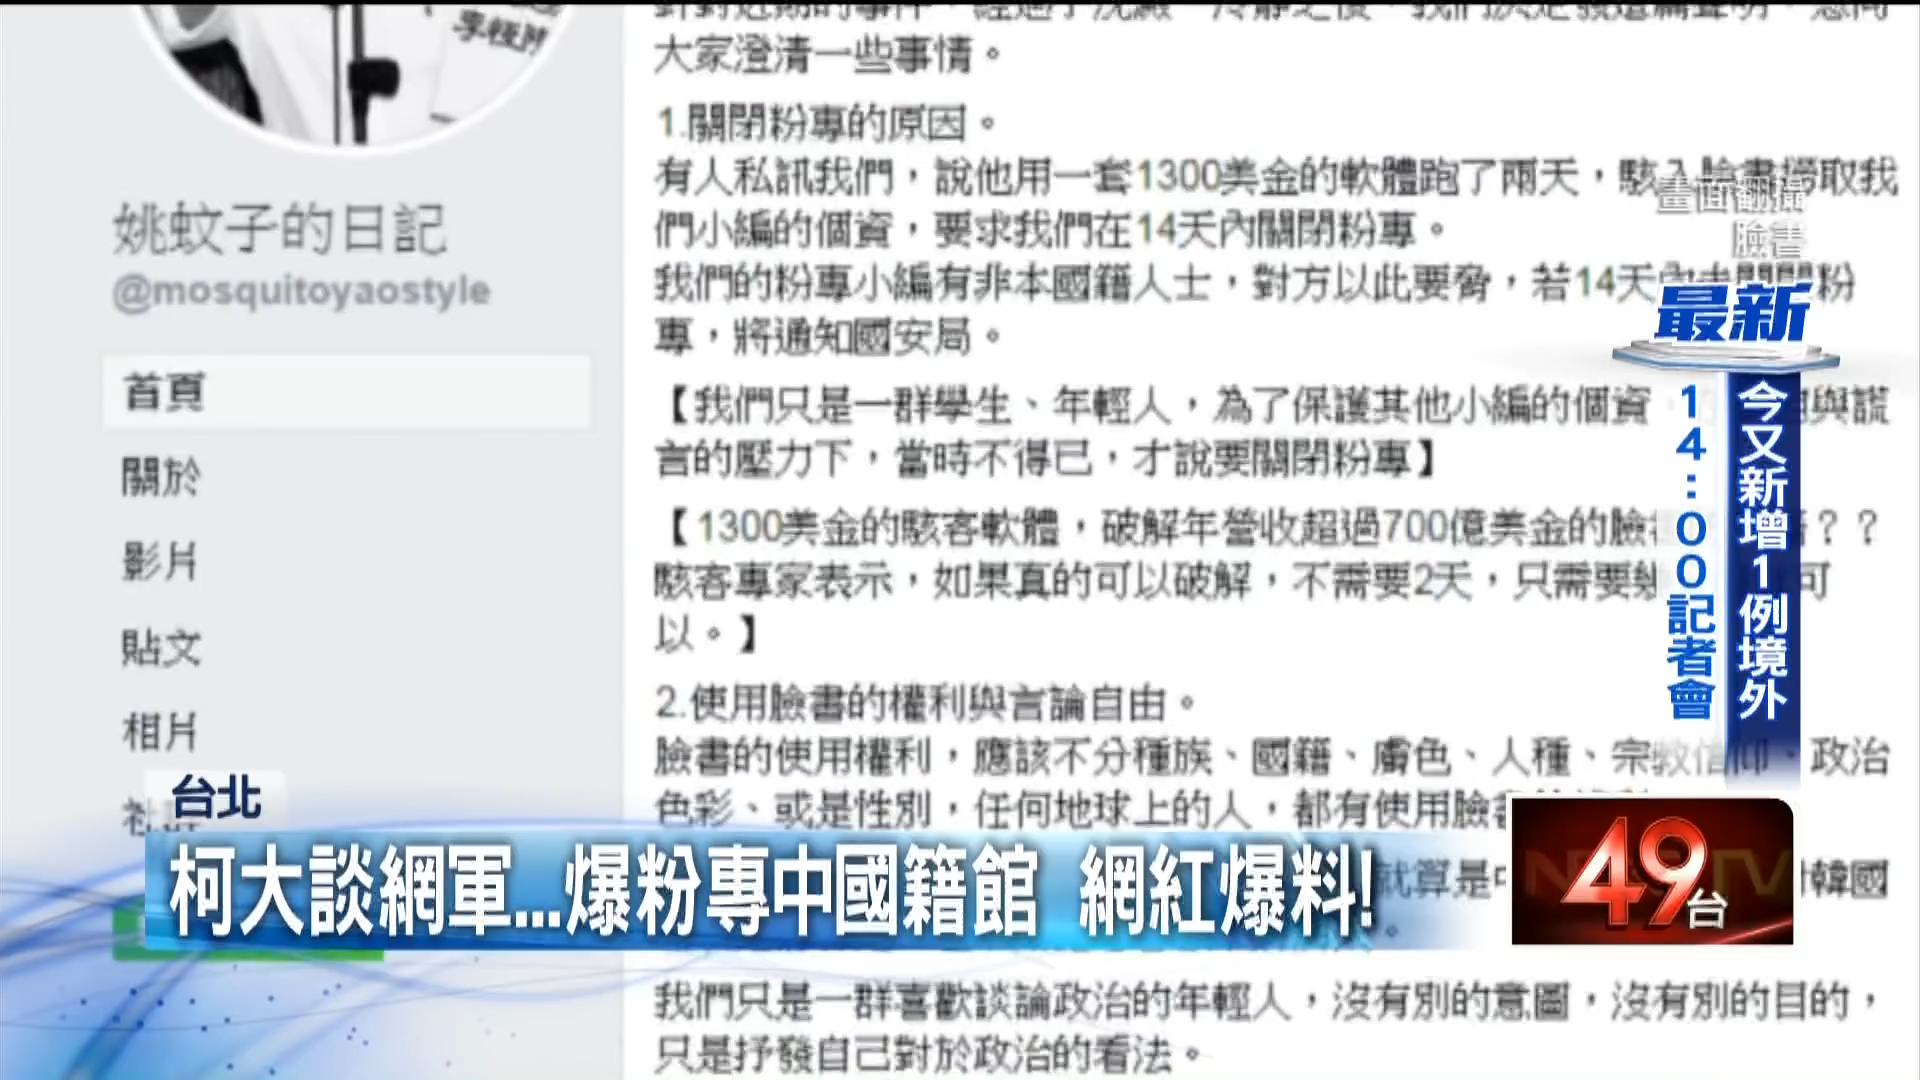 大家澄清一些事情。
1.關閉粉專的原因。
有人私訊我們，說他用一套1300美金的軟體跑了兩天，駭入臉書撈取我
們小編的個資，要求我們在14天內關閉粉專。
我們的粉專小編有非本國籍人士，對方以此要脅，若14天內未關閉粉
專，將通知國安局。
【我們只是一群學生、年輕人，為了保護其他小編的個資
與謊
言的壓力下，當時不得已，才說要關閉粉專】
【1300美金的駭客軟體，破解年營收超過700億美金的臉
？？
駭客專家表示，如果真的可以破解，不需要2天，只需要幾
可
以。】
2.使用臉書的權利與言論自由。
臉書的使用權利，應該不分種族、國籍、膚色、人種、宗教信仰、政治
色彩、或是性別，任何地球上的人，都有使用臉
就算是中
韓國
我們只是一群喜歡談論政治的年輕人，沒有別的意圖，沒有別的目的，
只是抒發自己對於政治的看法。
姚蚊子的日記
@mosquitoyaostyle
首頁
關於
影片
貼文
相片
畫面翻攝
臉書
最新
今又新增1例境外
14:00記者會
台北
柯大談網軍...爆粉專中國籍館 網紅爆料!
49台